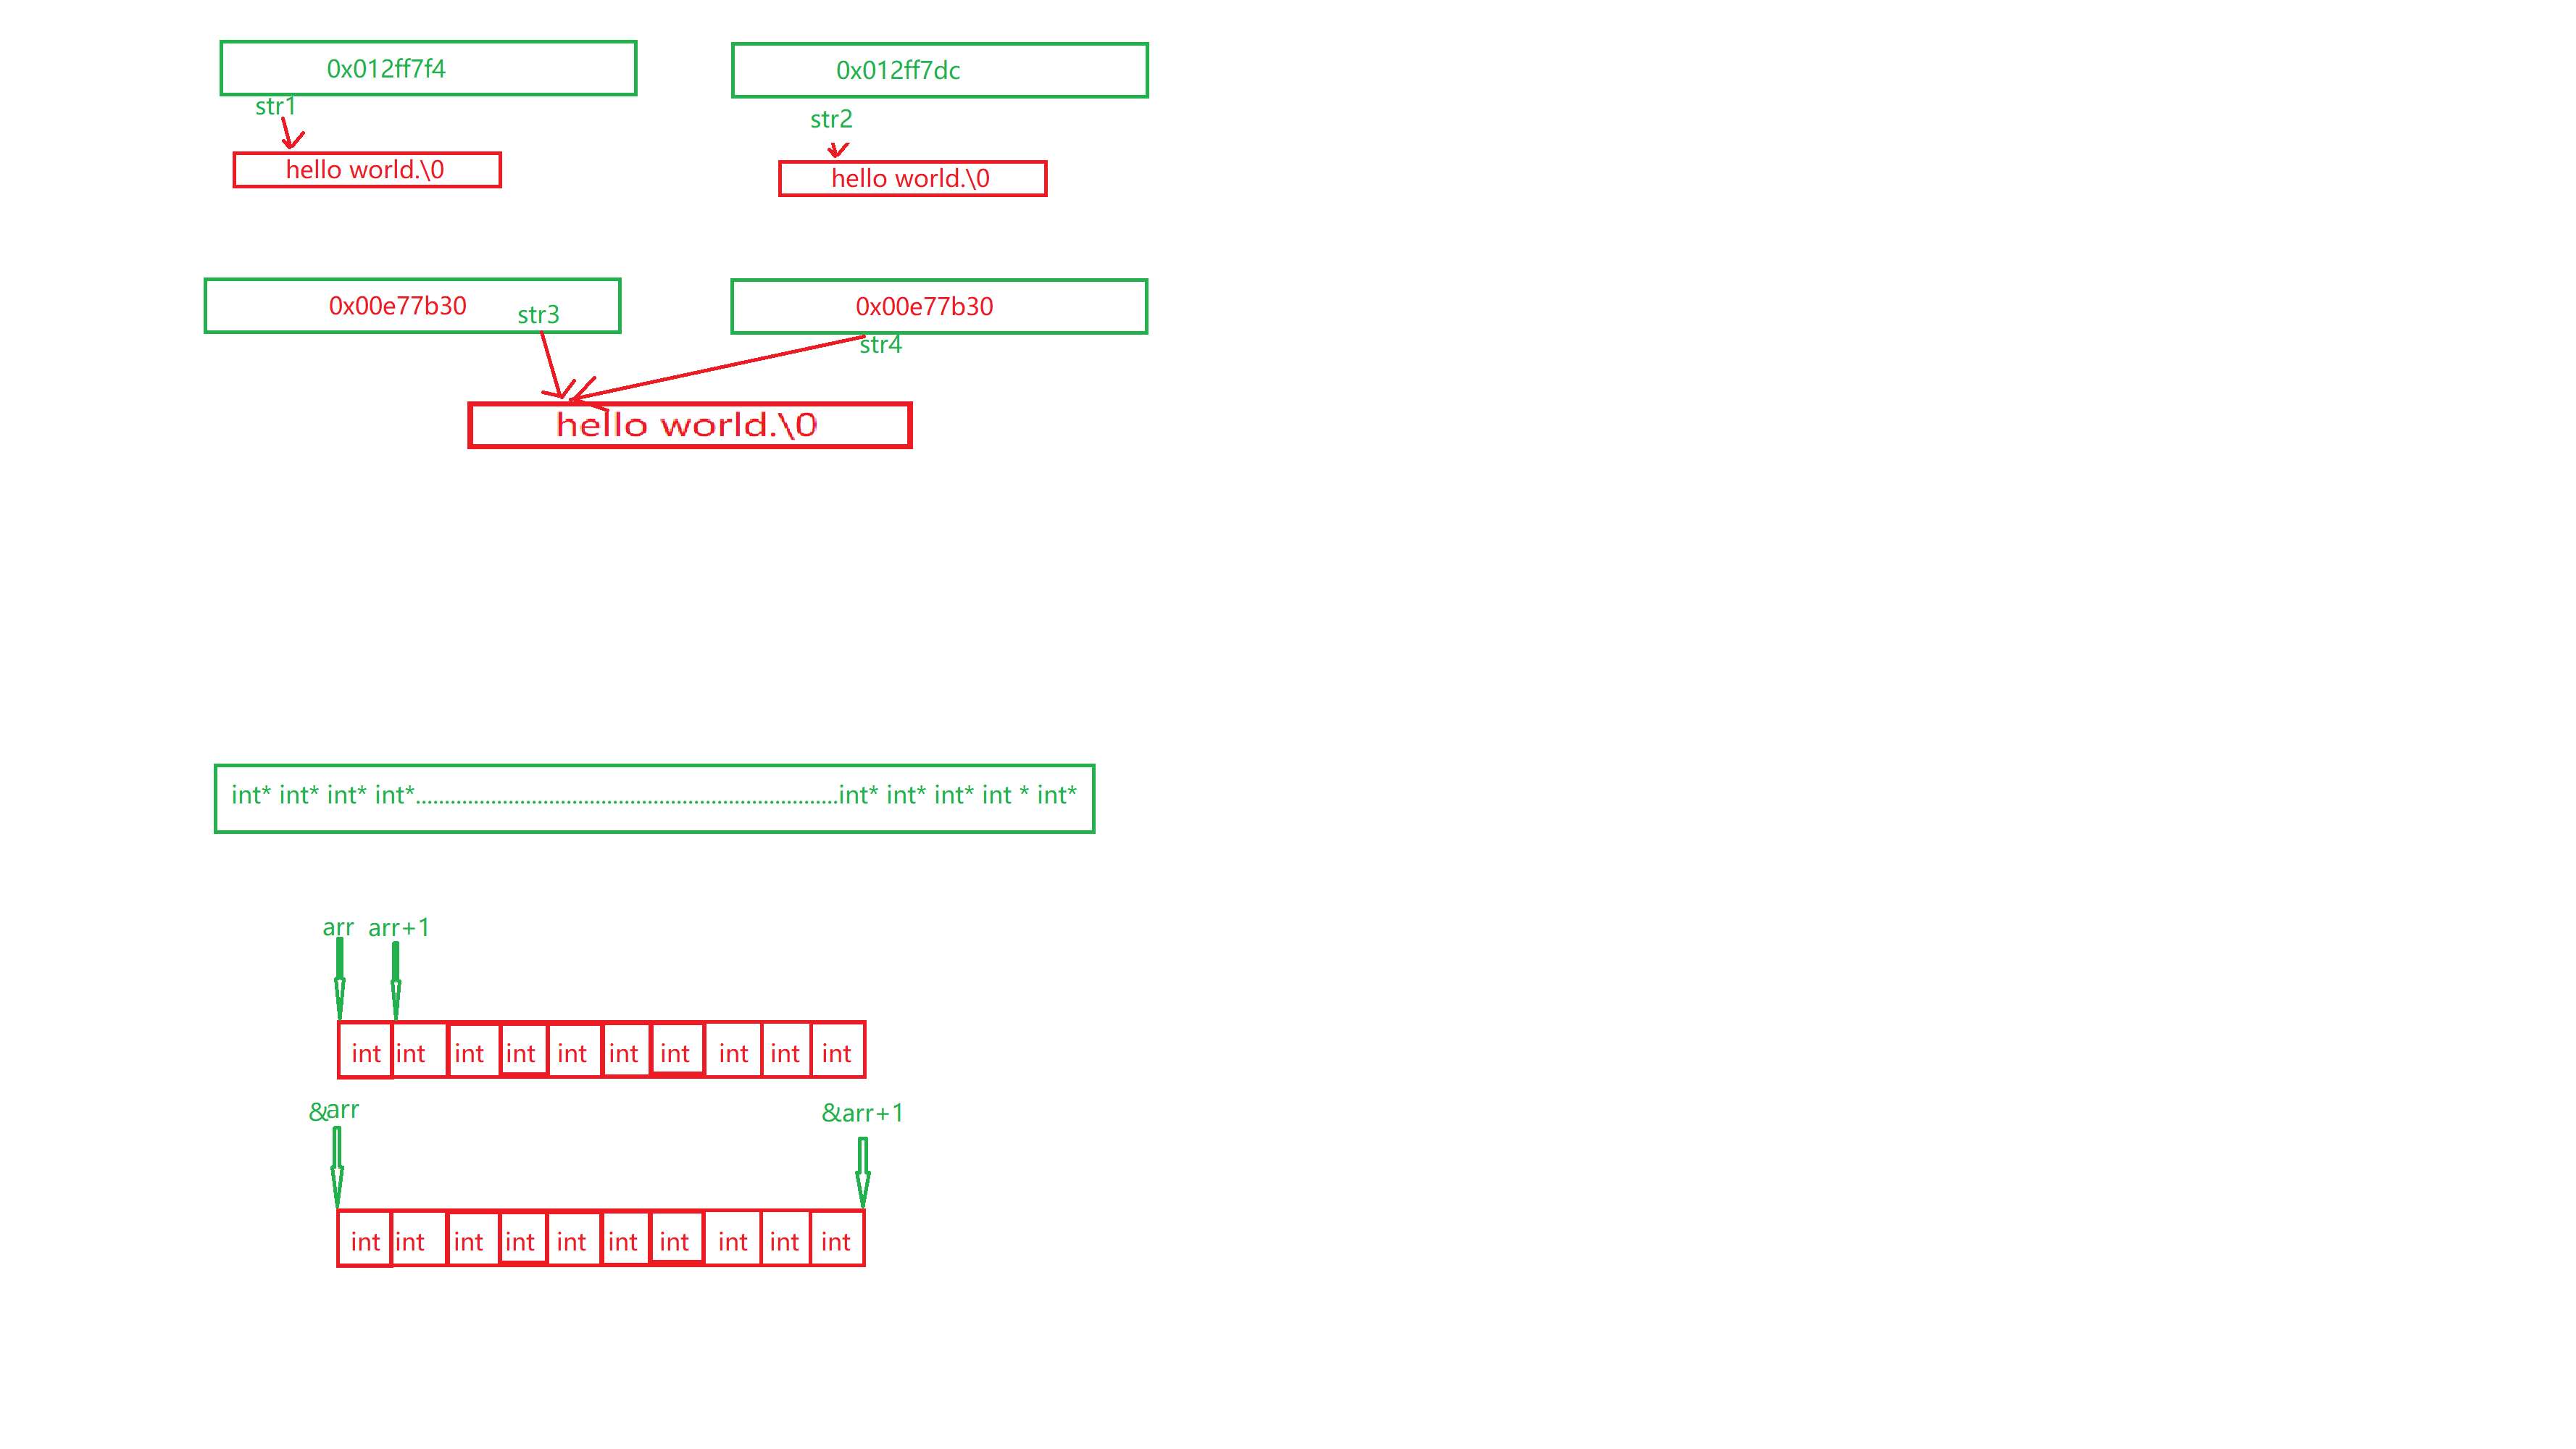 0x012ff7f4 0x012ff7dc
str1 str2
hello world.\0 hello world.\0
0x00e77b30 str3 0x00e77b30
str4
hello world.\0
int* int* int* int*.........................................................................int* int* int* int * int*
arr arr+1
int int int int int int int int int int
&arr &arr+1
int int int int int int int int int int